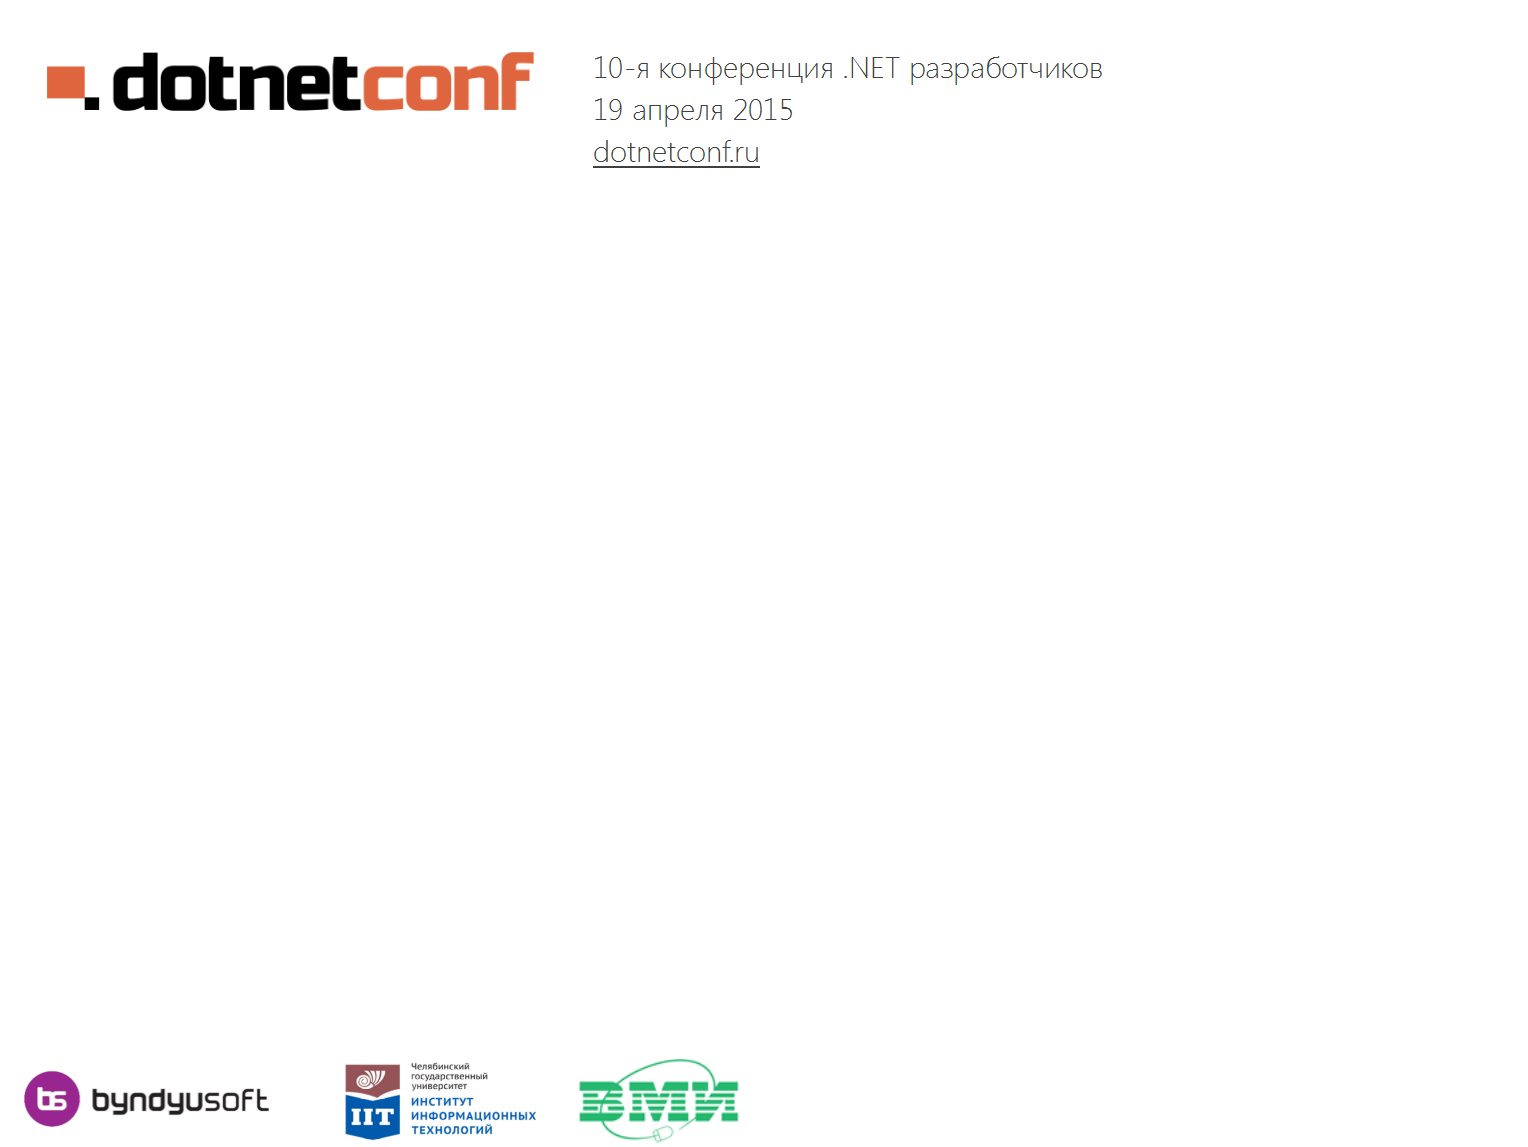 dotnetconf
10-я конференция .NET разработчиков
19 апреля 2015
dotnetconf.ru
bs byndyusoft
IIT
Челябинский
государственный
университет
ИНСТИТУТ
ИНФОРМАЦИОННЫХ
ТЕХНОЛОГИЙ
ВМИ